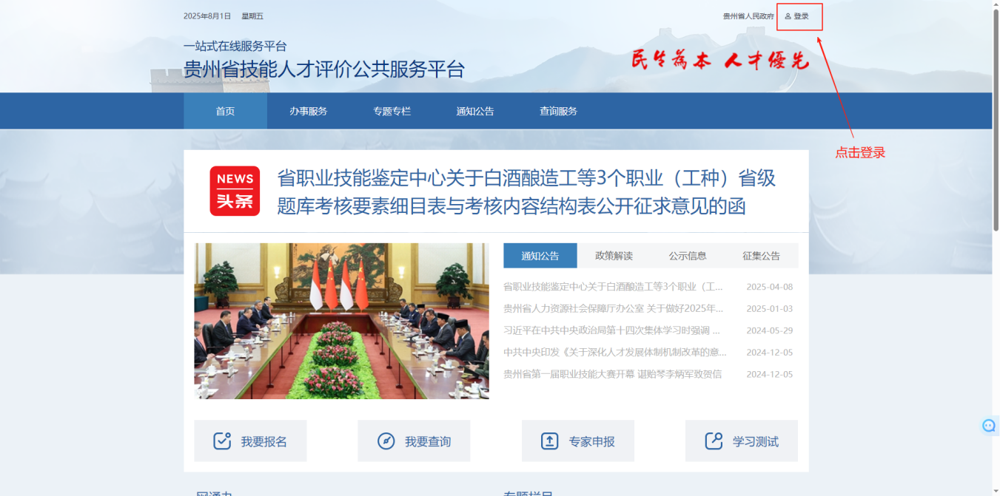 2025年8月1日 星期五
贵州省人民政府 登录
一站式在线服务平台
贵州省技能人才评价公共服务平台
民生為本 人才優先
首页 办事服务 专题专栏 通知公告 查询服务
点击登录
NEWS
头条
省职业技能鉴定中心关于白酒酿造工等3个职业（工种）省级
题库考核要素细目表与考核内容结构表公开征求意见的函
通知公告 政策解读 公示信息 征集公告
省职业技能鉴定中心关于白酒酿造工等3个职业（工... 2025-04-08
贵州省人力资源社会保障厅办公室 关于做好2025年... 2025-01-03
习近平在中共中央政治局第十四次集体学习时强调 ... 2024-05-29
中共中央印发《关于深化人才发展体制机制改革的意... 2024-12-05
贵州省第一届职业技能大赛开幕 谌贻琴李炳军致贺信 2024-12-05
我要报名 我要查询 专家申报 学习测试